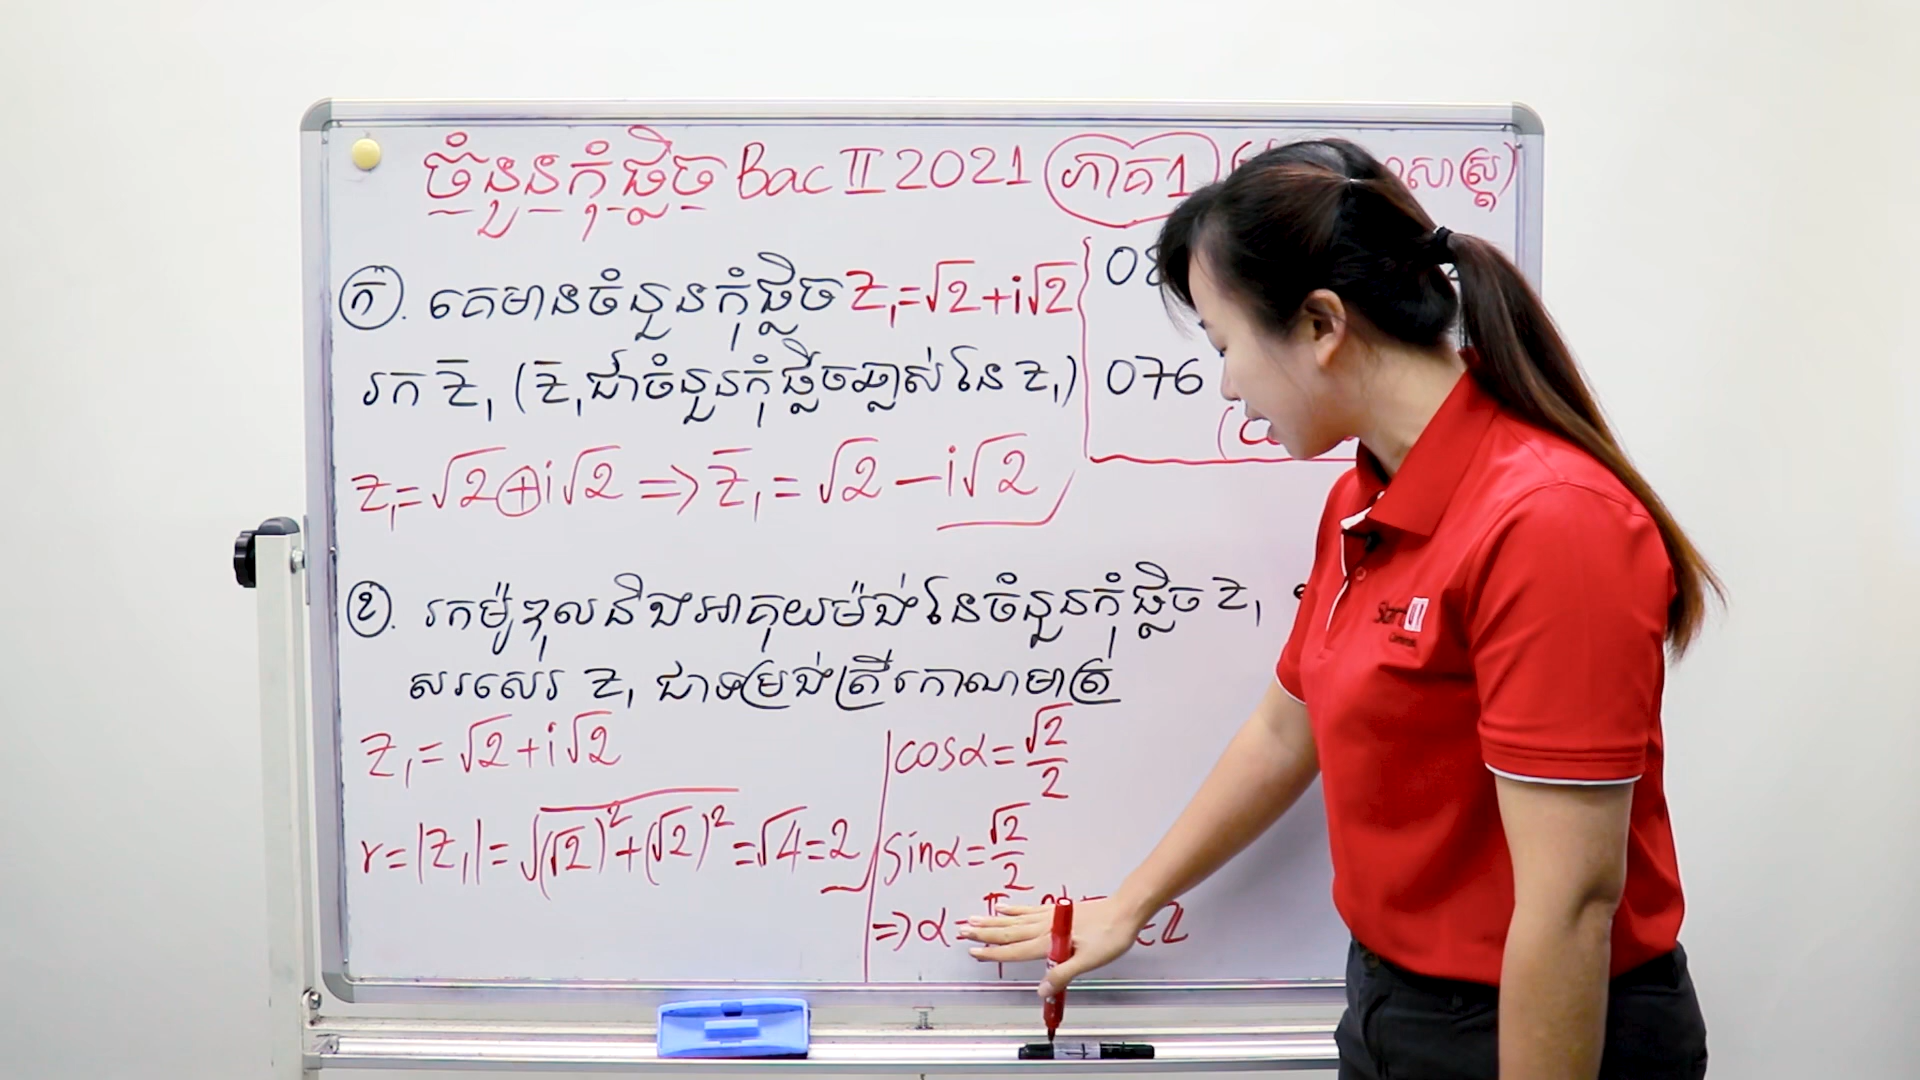 ចំនួនកុំផ្លិច Bac II 2021 (ភាគ1)
ក. គេមានចំនួនកុំផ្លិច Z₁=√2+i√2
រក z̄₁ (z̄₁ជាចំនួនកុំផ្លិចឆ្លាស់នៃ z₁)
z₁=√2+i√2 => z̄₁=√2-i√2
076
ខ. រកម៉ូឌុលនិងអាគុយម៉ង់នៃចំនួនកុំផ្លិច z₁
សរសេរ z₁ ជាទម្រង់ត្រីកោណមាត្រ
z₁=√2+i√2
r=|z₁|=√((√2)²+(√2)²)=√4=2
cosα=√2/2
sinα=√2/2
=> α=